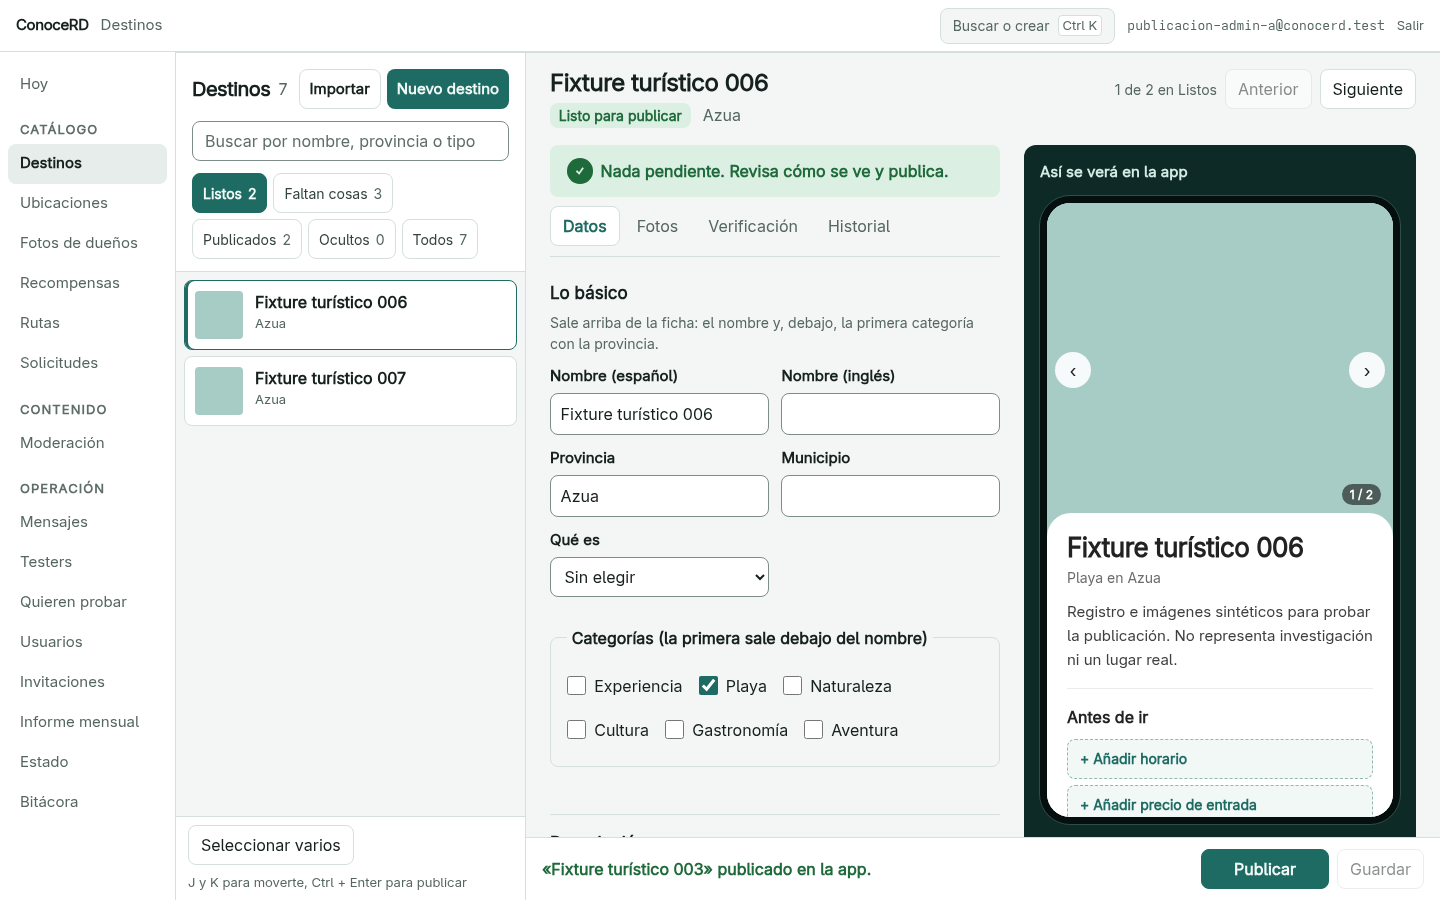 ConoceRD Destinos
Buscar o crear Ctrl K
publicacion-admin-a@conocerd.test
Salir
Hoy
CATÁLOGO
Destinos
Ubicaciones
Fotos de dueños
Recompensas
Rutas
Solicitudes
CONTENIDO
Moderación
OPERACIÓN
Mensajes
Testers
Quieren probar
Usuarios
Invitaciones
Informe mensual
Estado
Bitácora
Destinos 7
Importar
Nuevo destino
Buscar por nombre, provincia o tipo
Listos 2
Faltan cosas 3
Publicados 2
Ocultos 0
Todos 7
Fixture turístico 006
Azua
Fixture turístico 007
Azua
Seleccionar varios
J y K para moverte, Ctrl + Enter para publicar
Fixture turístico 006
Listo para publicar
Azua
1 de 2 en Listos
Anterior
Siguiente
Nada pendiente. Revisa cómo se ve y publica.
Datos
Fotos
Verificación
Historial
Lo básico
Sale arriba de la ficha: el nombre y, debajo, la primera categoría
con la provincia.
Nombre (español)
Nombre (inglés)
Fixture turístico 006
Provincia
Municipio
Azua
Qué es
Sin elegir
Categorías (la primera sale debajo del nombre)
Experiencia
Playa
Naturaleza
Cultura
Gastronomía
Aventura
Así se verá en la app
‹
›
1 / 2
Fixture turístico 006
Playa en Azua
Registro e imágenes sintéticos para probar
la publicación. No representa investigación
ni un lugar real.
Antes de ir
+ Añadir horario
+ Añadir precio de entrada
«Fixture turístico 003» publicado en la app.
Publicar
Guardar